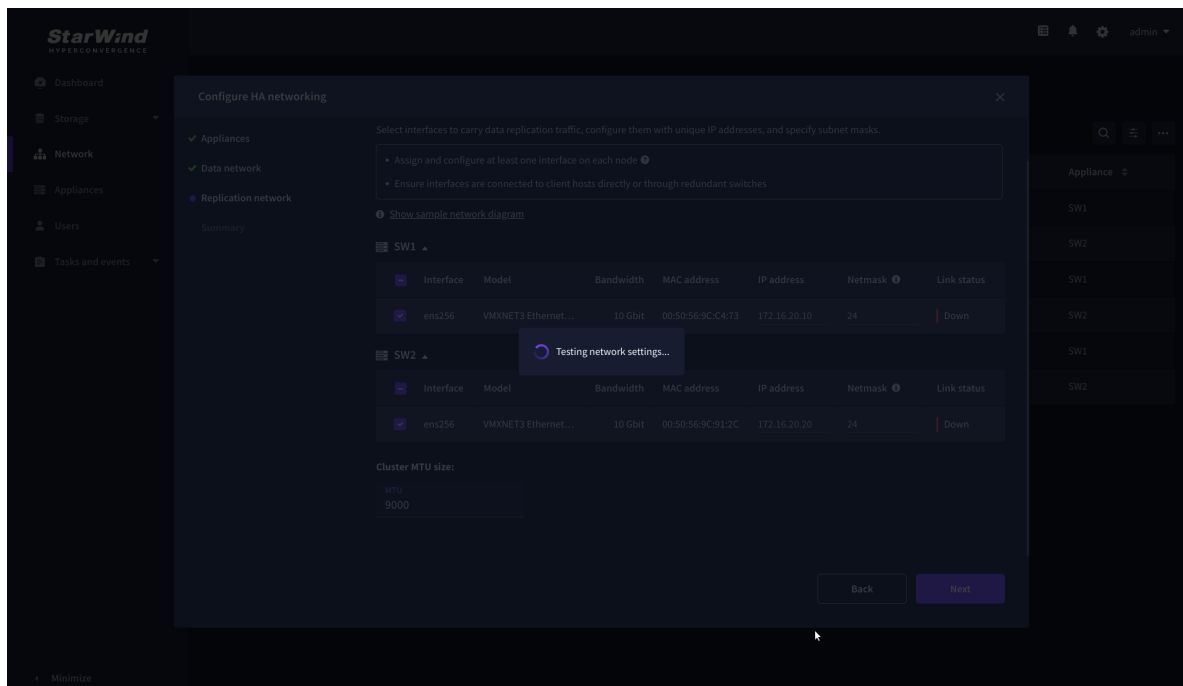 StarWind
HYPERCONVERGENCE
admin
Dashboard
Storage
Network
Appliances
Users
Tasks and events
Minimize
Configure HA networking
Appliances
Data network
Replication network
Summary
Select interfaces to carry data replication traffic, configure them with unique IP addresses, and specify subnet masks.
• Assign and configure at least one interface on each node
• Ensure interfaces are connected to client hosts directly or through redundant switches
Show sample network diagram
SW1
Interface Model Bandwidth MAC address IP address Netmask Link status
ens256 VMXNET3 Ethernet... 10 Gbit 00:50:56:9C:C4:73 172.16.20.10 24 Down
Testing network settings...
SW2
Interface Model Bandwidth MAC address IP address Netmask Link status
ens256 VMXNET3 Ethernet... 10 Gbit 00:50:56:9C:91:2C 172.16.20.20 24 Down
Cluster MTU size:
MTU
9000
Back Next
Appliance
SW1
SW2
SW1
SW2
SW1
SW2